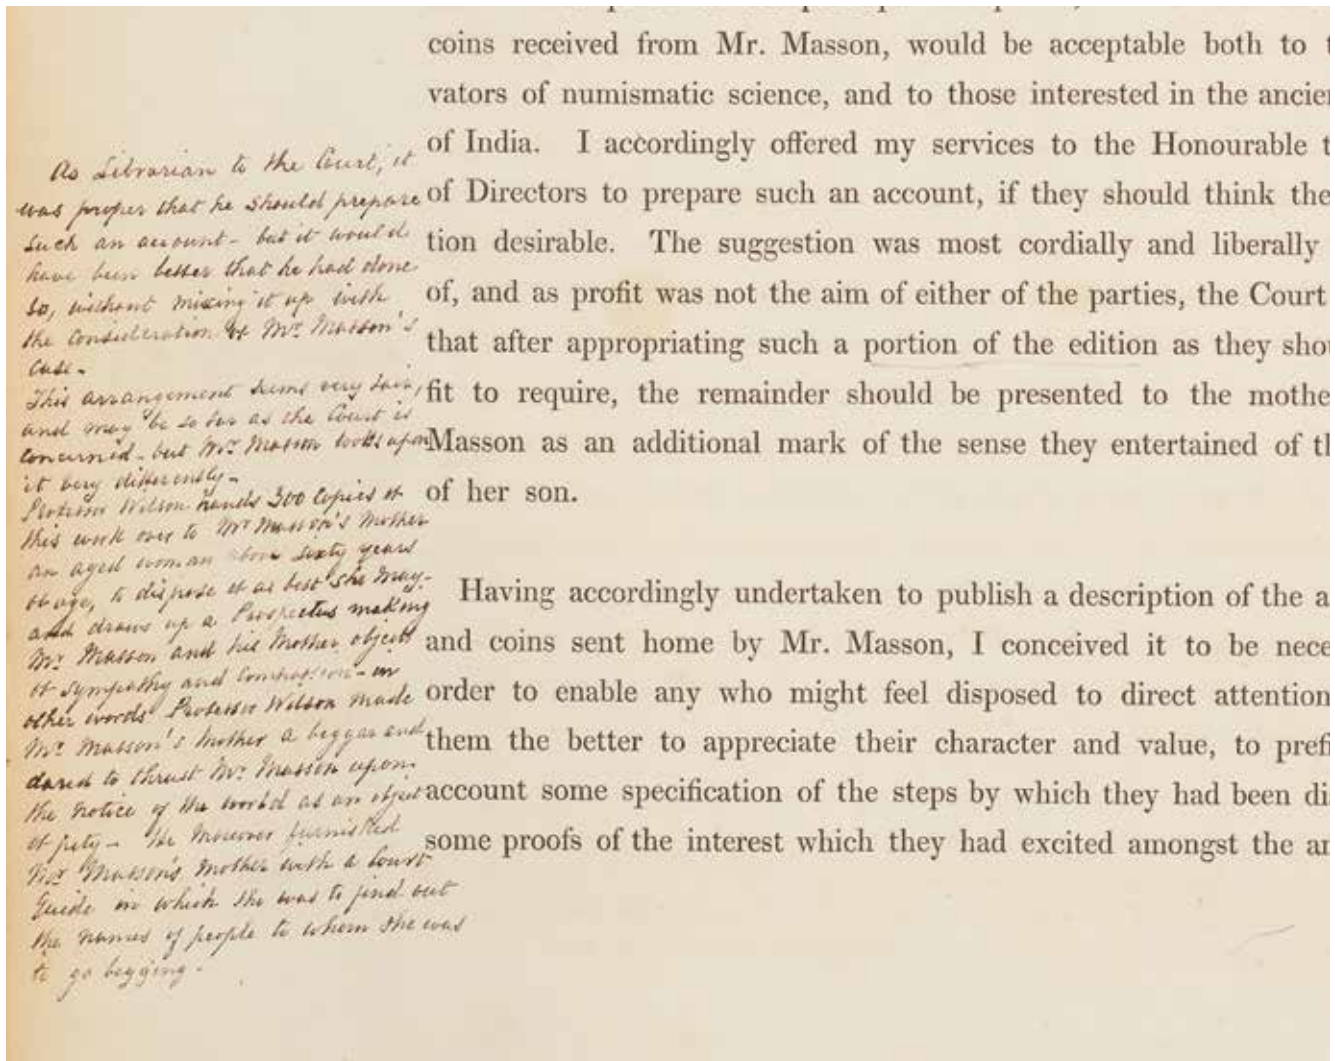 coins received from Mr. Masson, would be acceptable both to t
vators of numismatic science, and to those interested in the ancien
of India. I accordingly offered my services to the Honourable t
of Directors to prepare such an account, if they should think the
tion desirable. The suggestion was most cordially and liberally
of, and as profit was not the aim of either of the parties, the Court
that after appropriating such a portion of the edition as they shou
fit to require, the remainder should be presented to the mothe
Masson as an additional mark of the sense they entertained of th
of her son.
Having accordingly undertaken to publish a description of the a
and coins sent home by Mr. Masson, I conceived it to be nece
order to enable any who might feel disposed to direct attention
them the better to appreciate their character and value, to prefi
account some specification of the steps by which they had been di
some proofs of the interest which they had excited amongst the an
As Librarian to the Court, it
was proper that he should prepare
such an account - but it would
have been better that he had done
so, without mixing it up with
the consideration of Mr. Masson's
case.
This arrangement seems very fair,
and may be so far as the Court is
concerned - but Mr. Masson looks upon
it very differently -
Professor Wilson hands 300 Copies of
this work over to Mr Masson's Mother
an aged woman above sixty years
of age, to dispose of as best she may -
and draws up a Prospectus making
Mr. Masson and his Mother objects
of sympathy and compassion - in
other words Professor Wilson made
Mr. Masson's Mother a beggar and
dared to thrust Mr. Masson upon
the notice of the world as an object
of pity - He moreover furnished
Mr. Masson's Mother with a Court
Guide in which she was to find out
the names of people to whom she was
to go begging -